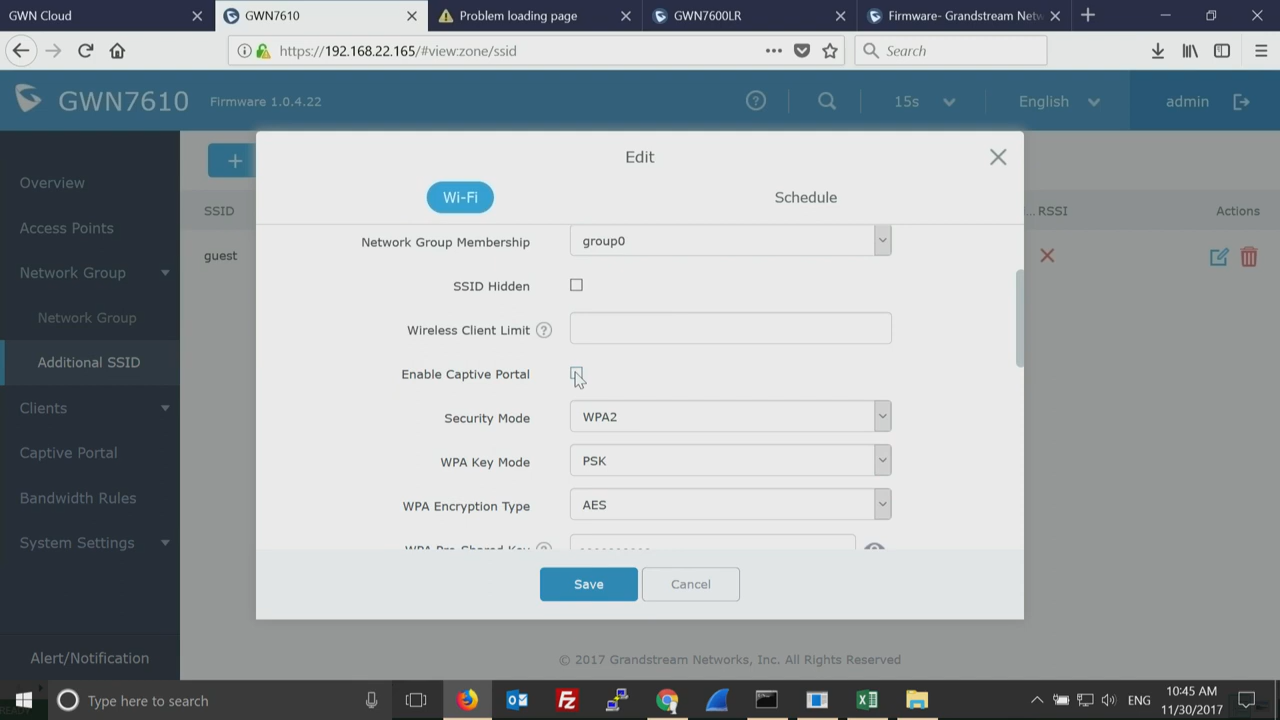 GWN Cloud
GWN7610
Problem loading page
GWN7600LR
Firmware- Grandstream Netw
https://192.168.22.165/#view:zone/ssid
Search
GWN7610
Firmware 1.0.4.22
15s
English
admin
Overview
Access Points
Network Group
Network Group
Additional SSID
Clients
Captive Portal
Bandwidth Rules
System Settings
Alert/Notification
+
SSID
... RSSI
Actions
guest
Edit
Wi-Fi
Schedule
Network Group Membership
group0
SSID Hidden
Wireless Client Limit ?
Enable Captive Portal
Security Mode
WPA2
WPA Key Mode
PSK
WPA Encryption Type
AES
WPA Pre-Shared Key
Save
Cancel
© 2017 Grandstream Networks, Inc. All Rights Reserved
Type here to search
ENG
10:45 AM
11/30/2017